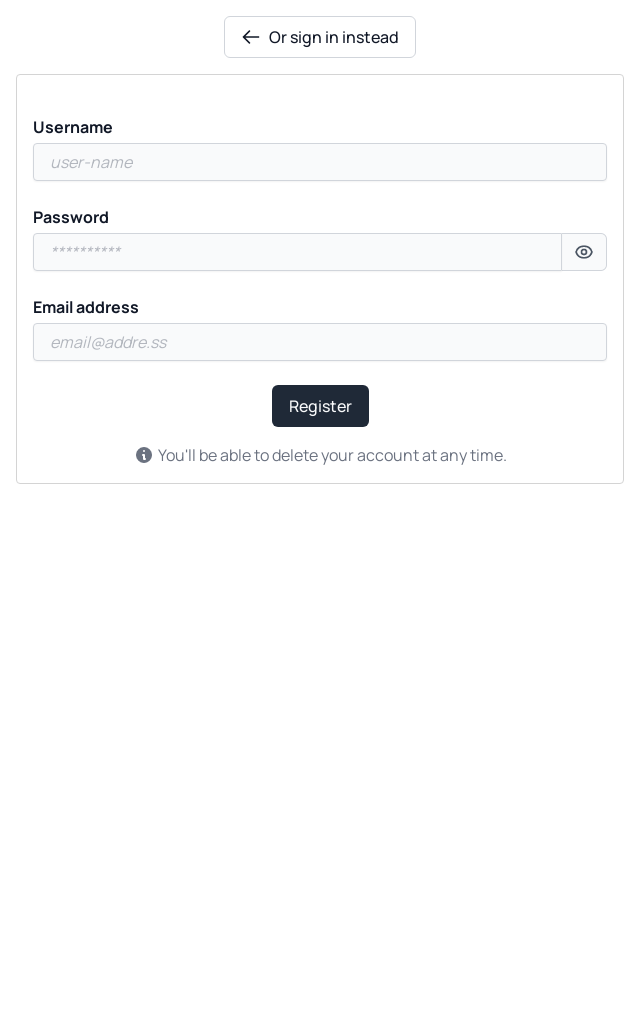 Or sign in instead
Username
user-name
Password
**********
Email address
email@addre.ss
Register
You'll be able to delete your account at any time.